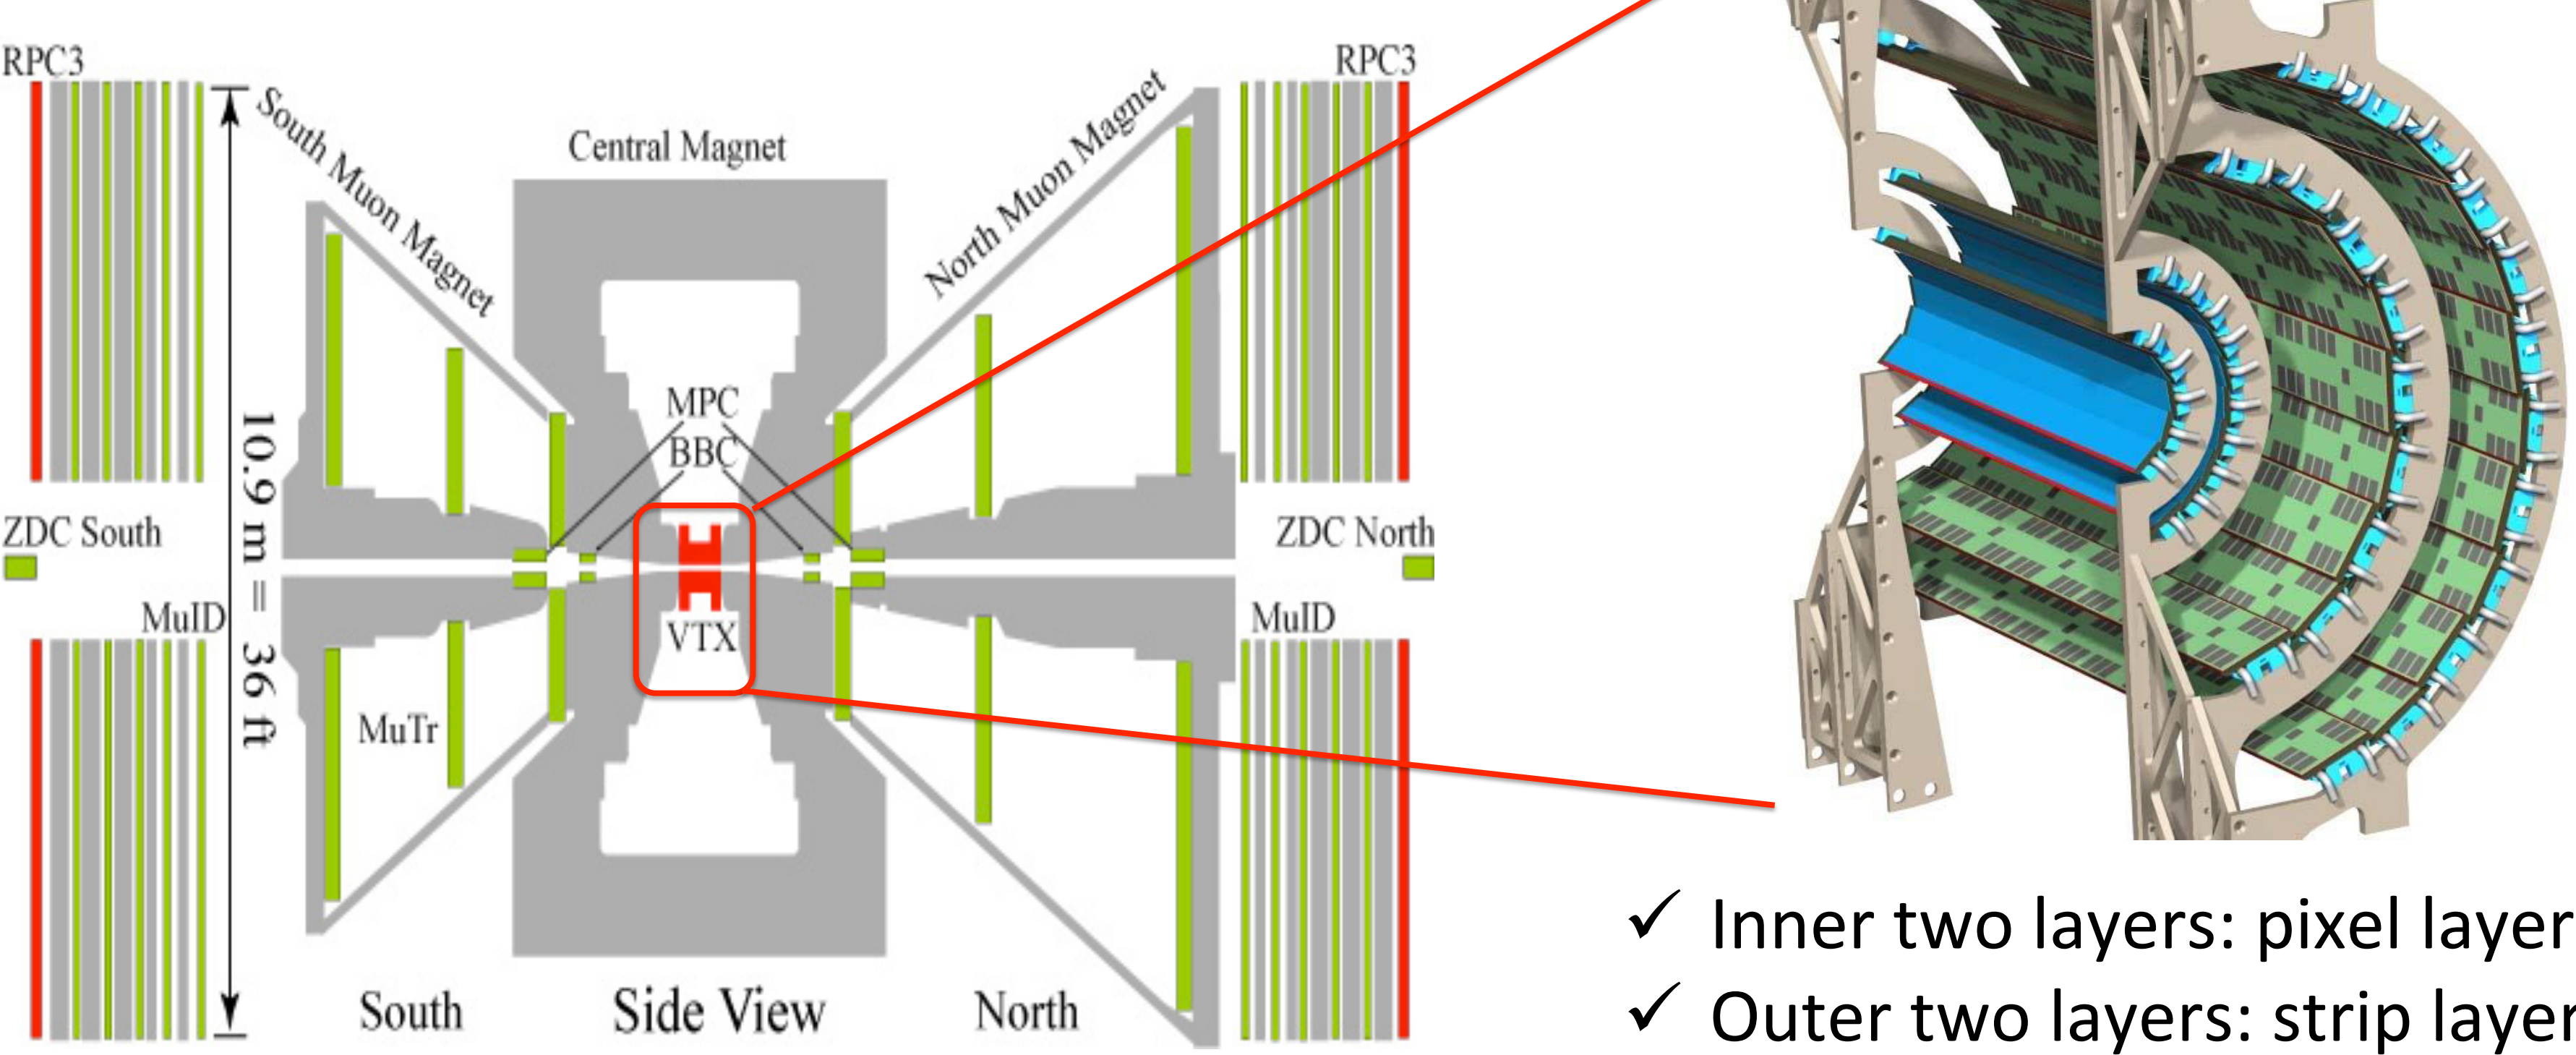 RPC3
South Muon Magnet
Central Magnet
North Muon Magnet
RPC3
MPC
BBC
10.9 m = 36 ft
ZDC South
ZDC North
MuID
VTX
MuID
MuTr
South
Side View
North
✓ Inner two layers: pixel layer
✓ Outer two layers: strip layer